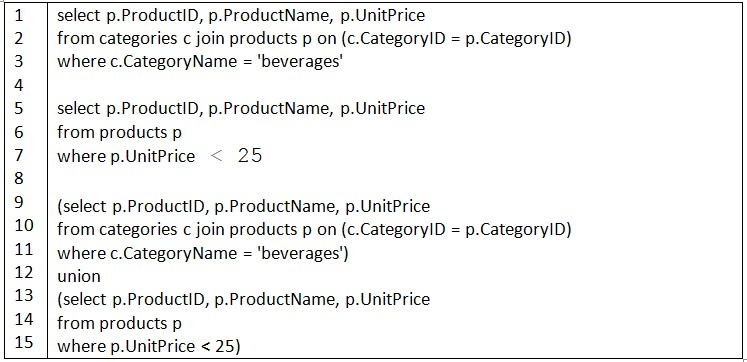 1 select p.ProductID, p.ProductName, p.UnitPrice
2 from categories c join products p on (c.CategoryID = p.CategoryID)
3 where c.CategoryName = 'beverages'
4
5 select p.ProductID, p.ProductName, p.UnitPrice
6 from products p
7 where p.UnitPrice < 25
8
9 (select p.ProductID, p.ProductName, p.UnitPrice
10 from categories c join products p on (c.CategoryID = p.CategoryID)
11 where c.CategoryName = 'beverages')
12 union
13 (select p.ProductID, p.ProductName, p.UnitPrice
14 from products p
15 where p.UnitPrice < 25)